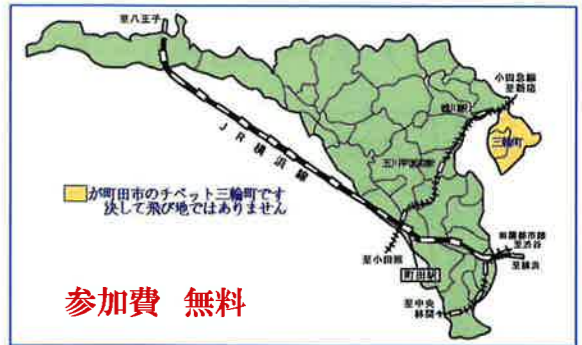 至八王子
小田急線
至新宿
鶴川駅
三輪町
玉川学園前駅
JR横浜線
が町田市のチベット三輪町です
決して飛び地ではありません
田園都市線
至渋谷
至横浜
至小田原
町田駅
至中央
林間
参加費 無料